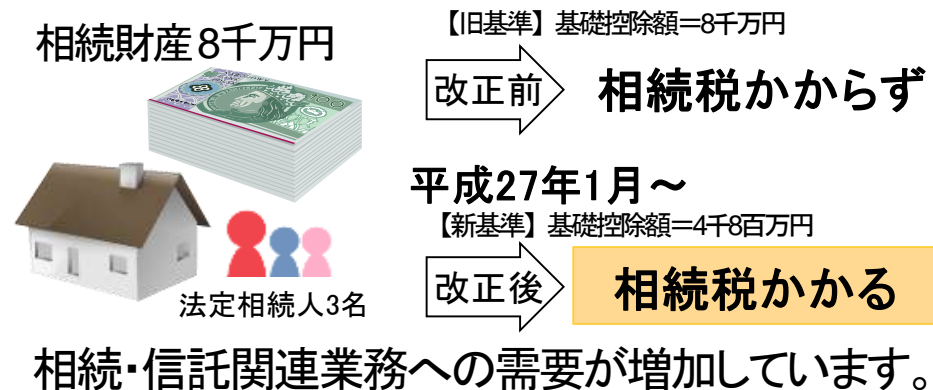 相続財産8千万円
【旧基準】基礎控除額＝8千万円
改正前
相続税かからず
平成27年1月～
【新基準】基礎控除額＝4千8百万円
改正後
相続税かかる
法定相続人3名
相続・信託関連業務への需要が増加しています。
100